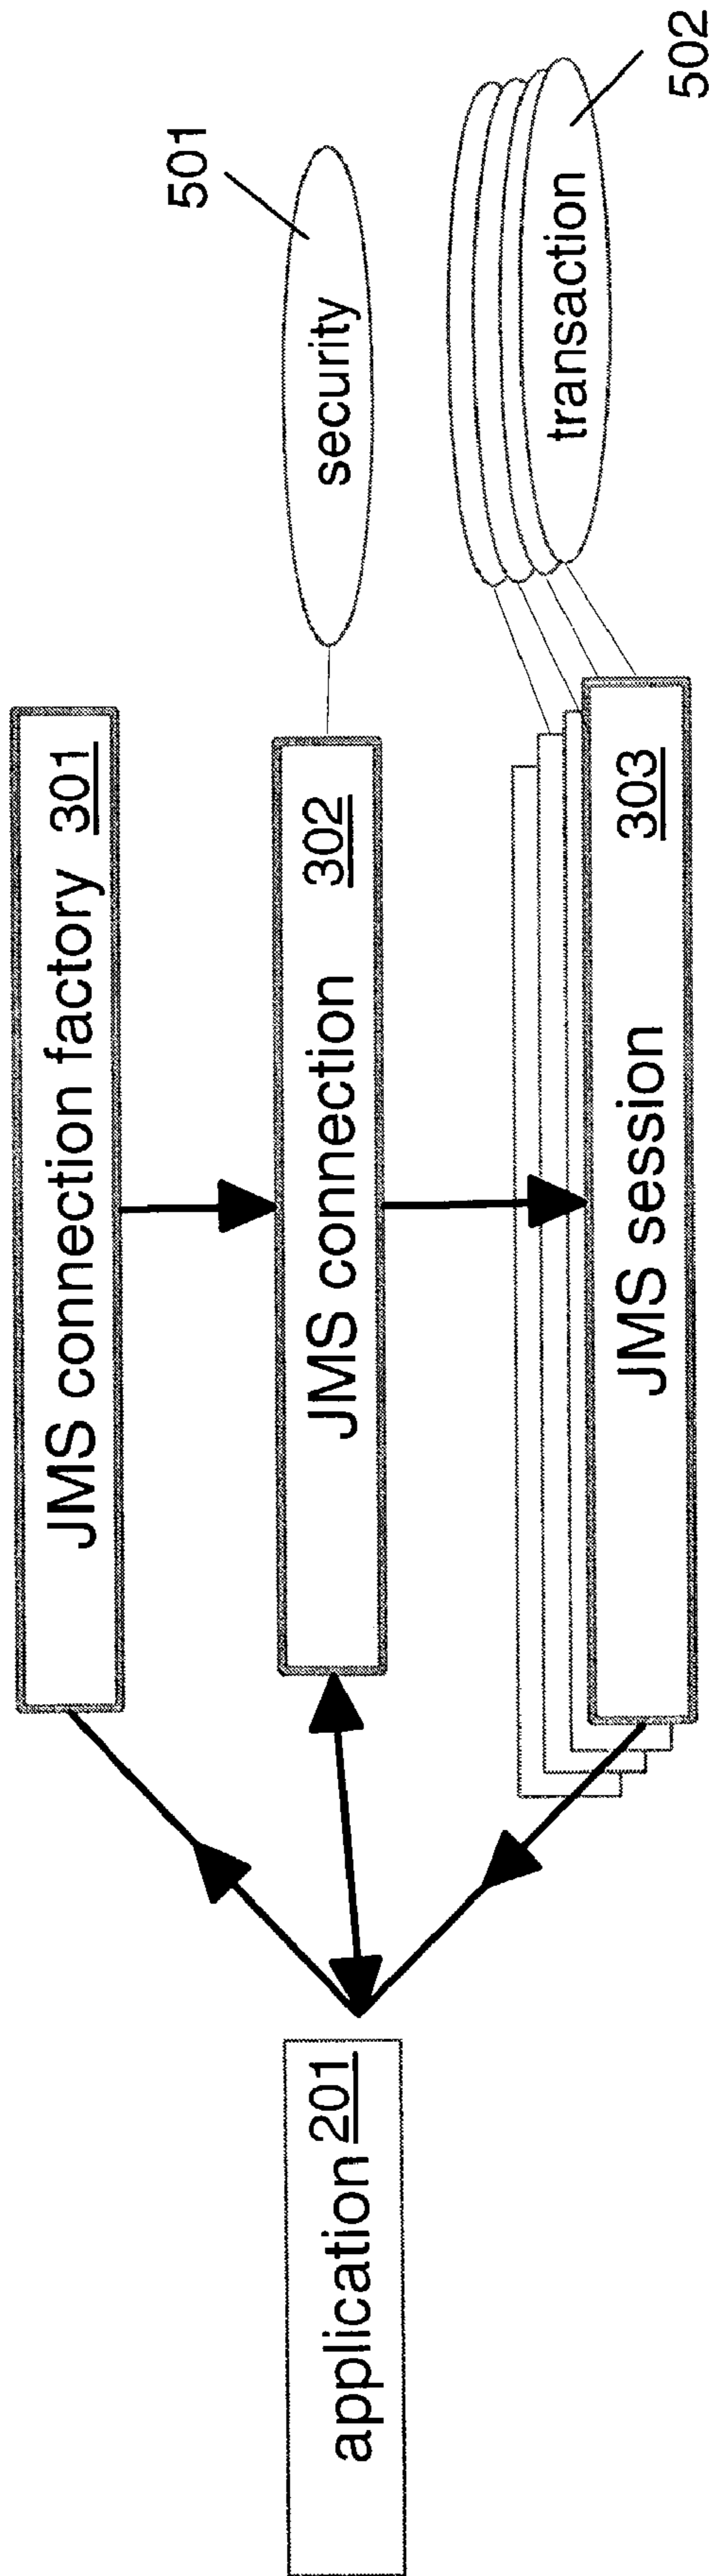 JMS connection factory 301
501
security
JMS connection 302
502
transaction
JMS session 303
application 201